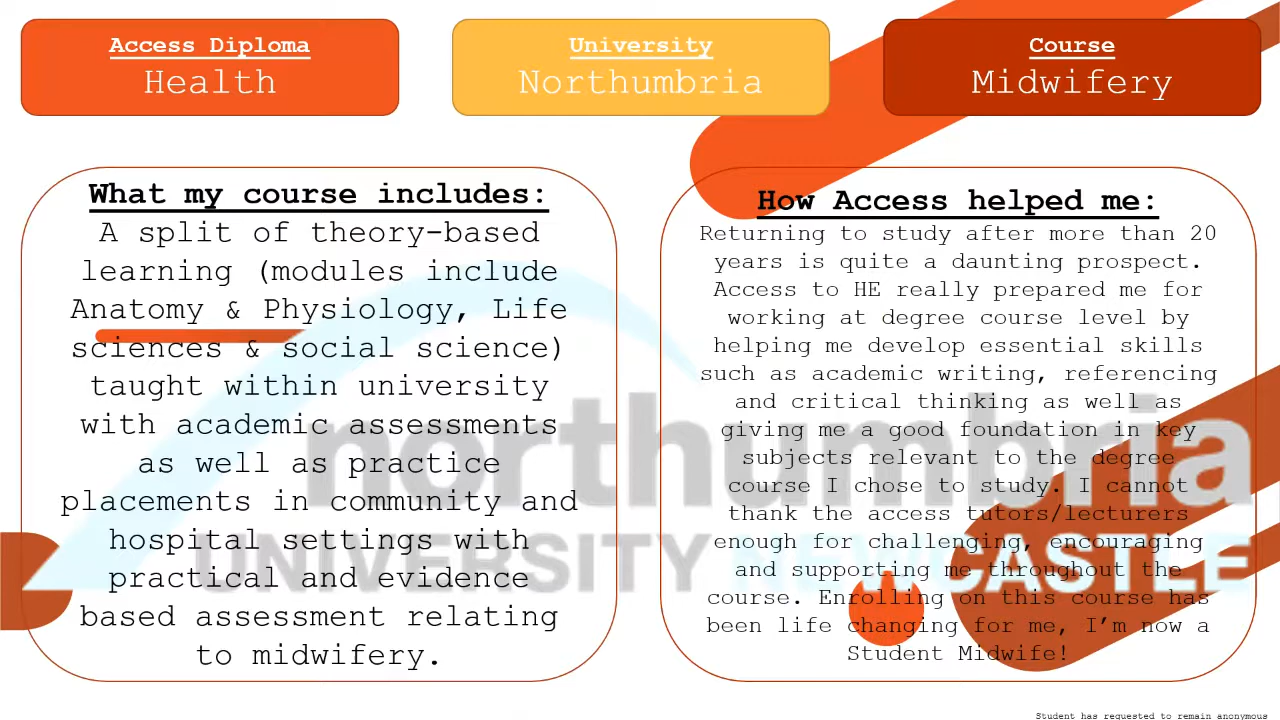 Access Diploma
Health
University
Northumbria
Course
Midwifery
What my course includes:
A split of theory-based
learning (modules include
Anatomy & Physiology, Life
sciences & social science)
taught within university
with academic assessments
as well as practice
placements in community and
hospital settings with
practical and evidence
based assessment relating
to midwifery.
How Access helped me:
Returning to study after more than 20
years is quite a daunting prospect.
Access to HE really prepared me for
working at degree course level by
helping me develop essential skills
such as academic writing, referencing
and critical thinking as well as
giving me a good foundation in key
subjects relevant to the degree
course I chose to study. I cannot
thank the access tutors/lecturers
enough for challenging, encouraging
and supporting me throughout the
course. Enrolling on this course has
been life changing for me, I’m now a
Student Midwife!
northumbria
UNIVERSITY NEWCASTLE
Student has requested to remain anonymous